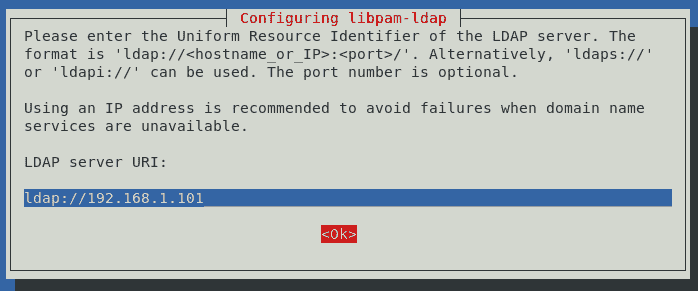 Configuring libpam-ldap
Please enter the Uniform Resource Identifier of the LDAP server. The
format is 'ldap://<hostname_or_IP>:<port>/'. Alternatively, 'ldaps://'
or 'ldapi://' can be used. The port number is optional.
Using an IP address is recommended to avoid failures when domain name
services are unavailable.
LDAP server URI:
ldap://192.168.1.101
<Ok>